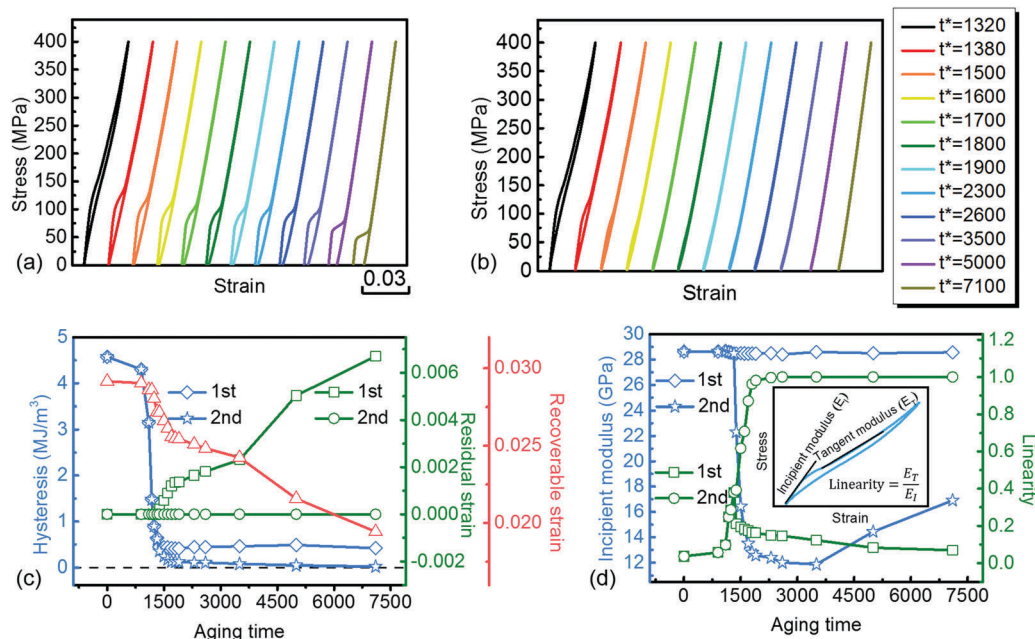 (a)
400
350
300
250
200
150
100
50
0
Stress (MPa)
Strain
0.03
(b)
400
350
300
250
200
150
100
50
0
Stress (MPa)
Strain
t*=1320
t*=1380
t*=1500
t*=1600
t*=1700
t*=1800
t*=1900
t*=2300
t*=2600
t*=3500
t*=5000
t*=7100
(c)
5
4
3
2
1
0
Hysteresis (MJ/m³)
1st
2nd
1st
2nd
0.006
0.004
0.002
0.000
-0.002
Residual strain
0.030
0.025
0.020
Recoverable strain
0 1500 3000 4500 6000 7500
Aging time
(d)
30
28
26
24
22
20
18
16
14
12
Incipient modulus (GPa)
1st
2nd
1st
2nd
Stress
Incipient modulus (E_I)
Tangent modulus (E_T)
Linearity = E_T/E_I
Strain
1.2
1.0
0.8
0.6
0.4
0.2
0.0
Linearity
0 1500 3000 4500 6000 7500
Aging time